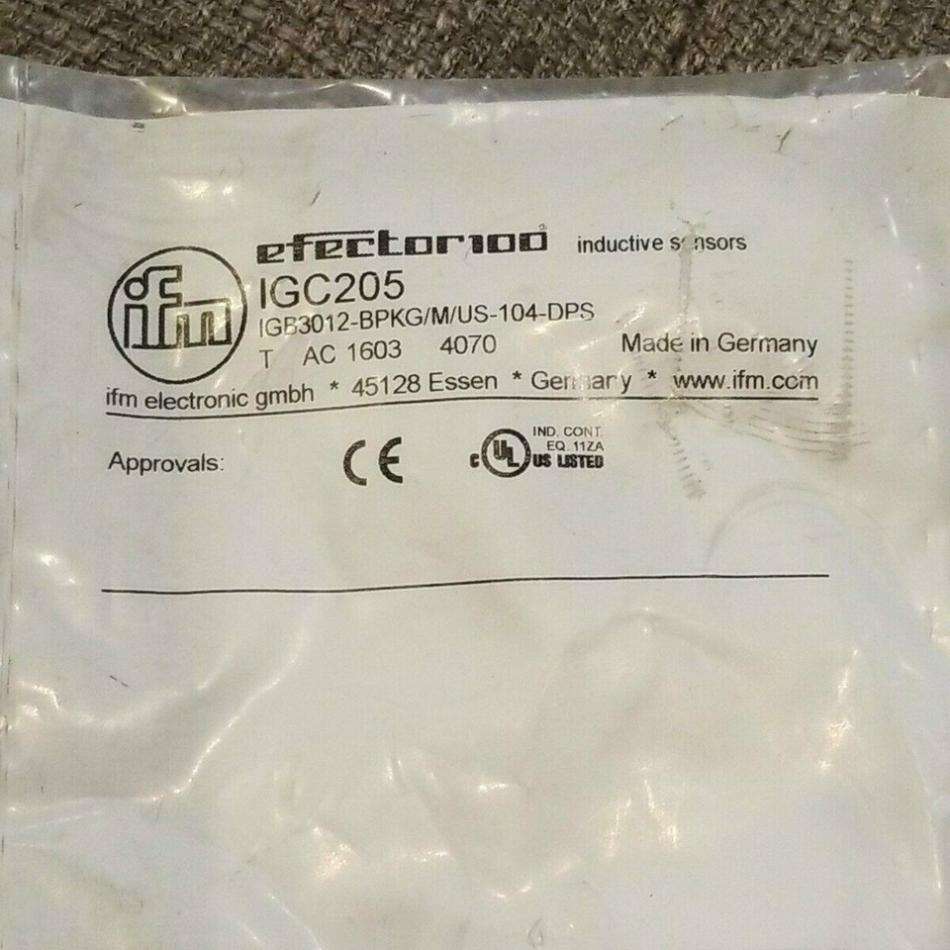 efector100 inductive sensors
ifm
IGC205
IGB3012-BPKG/M/US-104-DPS
T AC 1603 4070 Made in Germany
ifm electronic gmbh * 45128 Essen * Germany * www.ifm.com
Approvals: CE c UL US LISTED
IND. CONT.
EQ. 11ZA